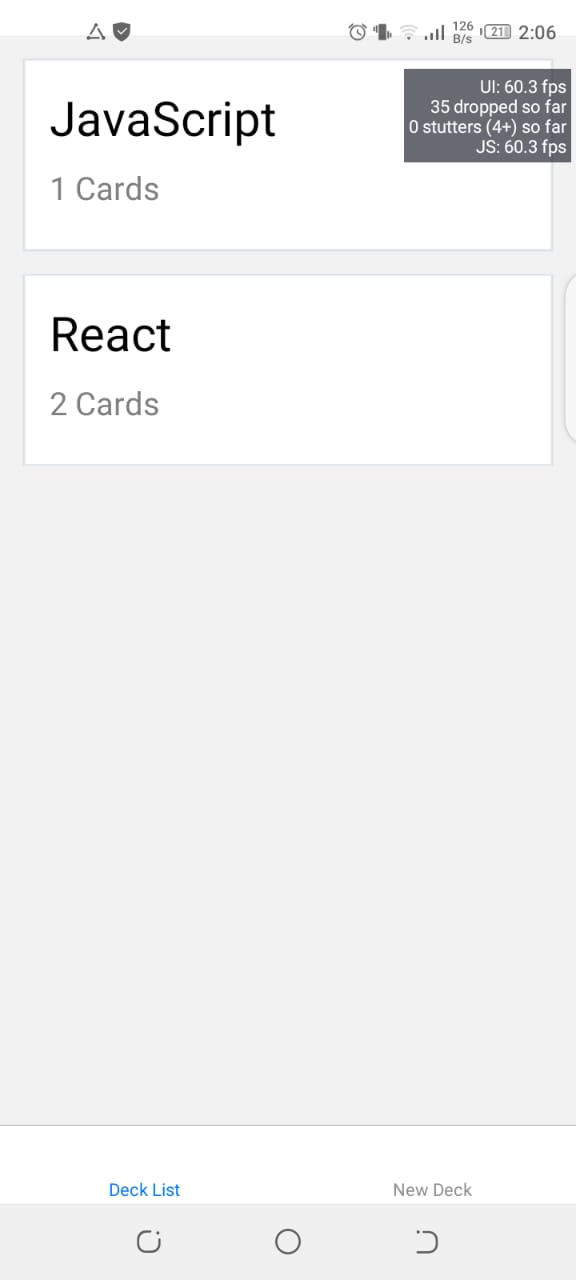 126
B/s
21
2:06
UI: 60.3 fps
35 dropped so far
0 stutters (4+) so far
JS: 60.3 fps
JavaScript
1 Cards
React
2 Cards
Deck List
New Deck